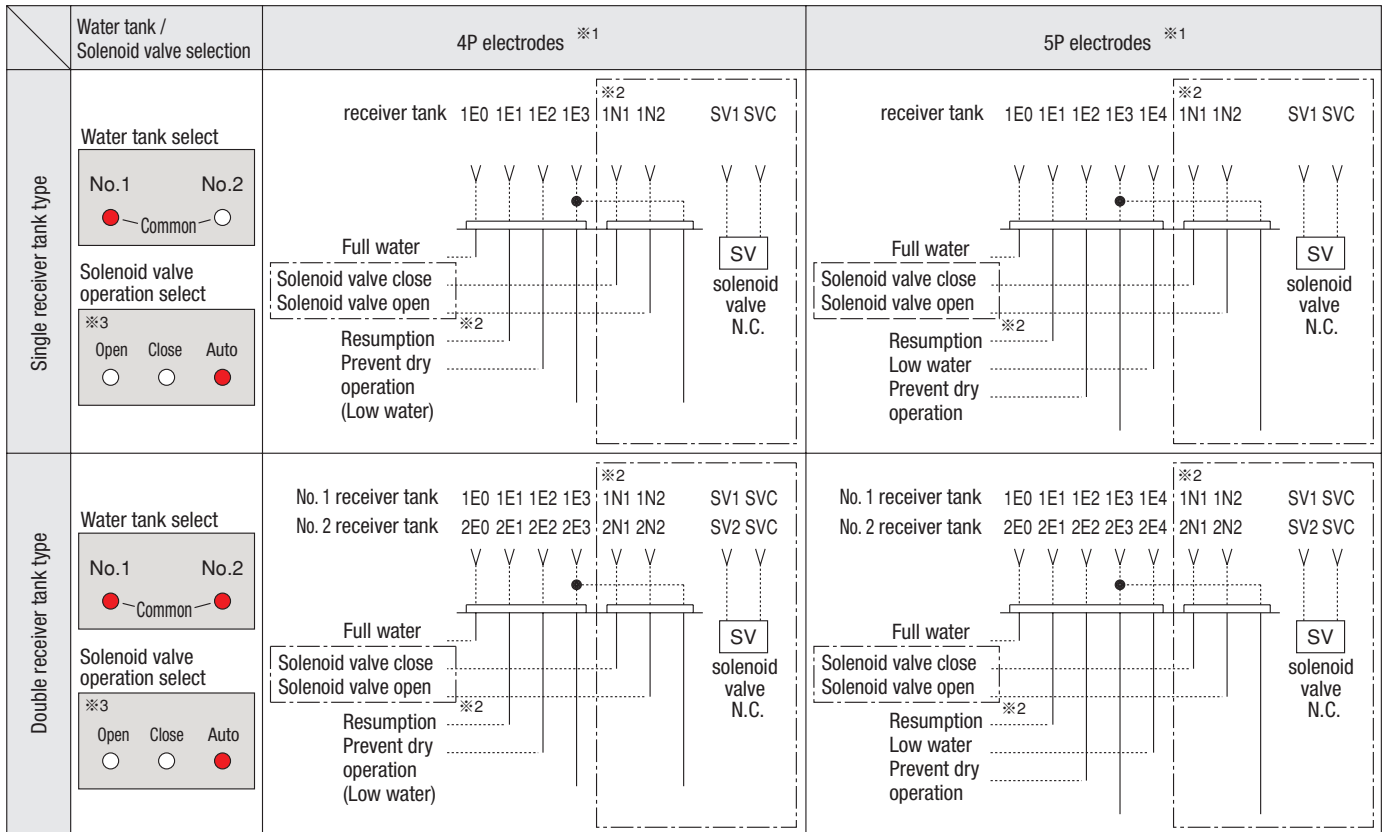 Water tank /
Solenoid valve selection
4P electrodes ※1
5P electrodes ※1
Single receiver tank type
Water tank select
No.1 No.2
Common
Solenoid valve
operation select
※3
Open Close Auto
※2
receiver tank 1E0 1E1 1E2 1E3 1N1 1N2 SV1 SVC
Full water
Solenoid valve close
Solenoid valve open
※2
Resumption
Prevent dry
operation
(Low water)
SV
solenoid
valve
N.C.
※2
receiver tank 1E0 1E1 1E2 1E3 1E4 1N1 1N2 SV1 SVC
Full water
Solenoid valve close
Solenoid valve open
※2
Resumption
Low water
Prevent dry
operation
SV
solenoid
valve
N.C.
Double receiver tank type
Water tank select
No.1 No.2
Common
Solenoid valve
operation select
※3
Open Close Auto
※2
No. 1 receiver tank 1E0 1E1 1E2 1E3 1N1 1N2 SV1 SVC
No. 2 receiver tank 2E0 2E1 2E2 2E3 2N1 2N2 SV2 SVC
Full water
Solenoid valve close
Solenoid valve open
※2
Resumption
Prevent dry
operation
(Low water)
SV
solenoid
valve
N.C.
※2
No. 1 receiver tank 1E0 1E1 1E2 1E3 1E4 1N1 1N2 SV1 SVC
No. 2 receiver tank 2E0 2E1 2E2 2E3 2E4 2N1 2N2 SV2 SVC
Full water
Solenoid valve close
Solenoid valve open
※2
Resumption
Low water
Prevent dry
operation
SV
solenoid
valve
N.C.